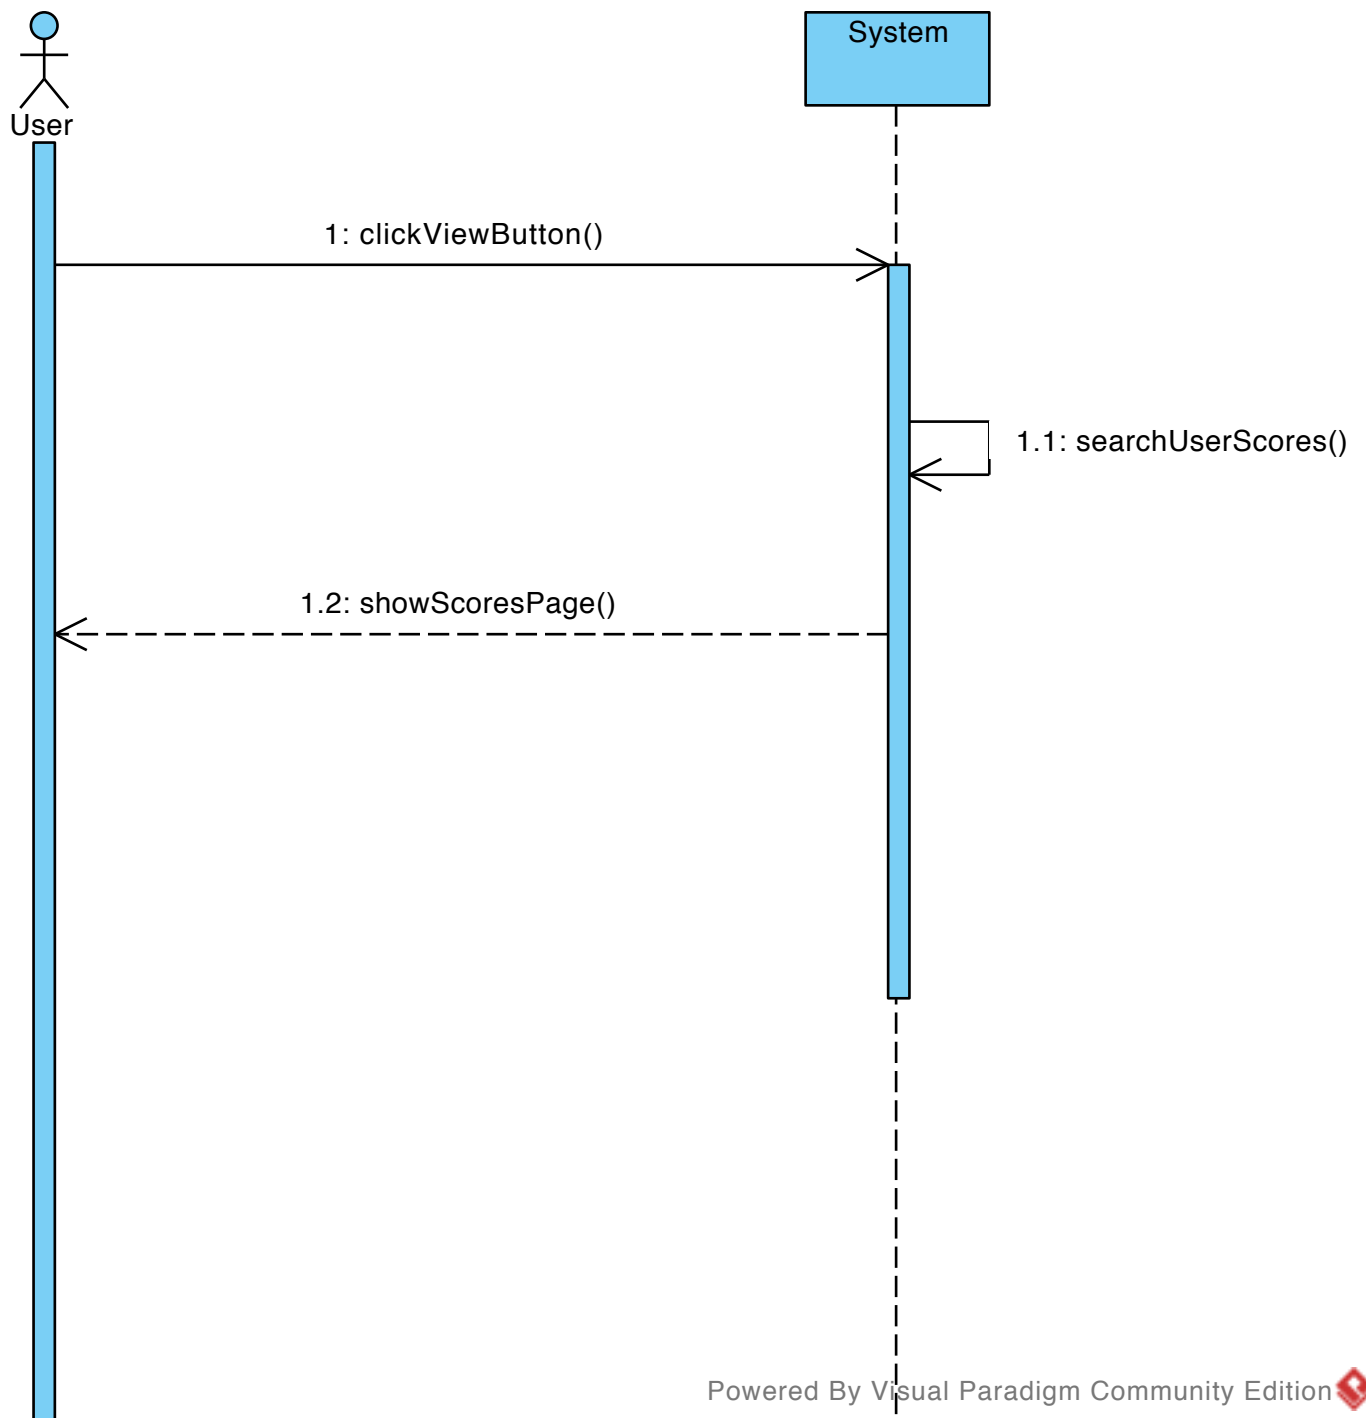 System
User
1: clickViewButton()
1.1: searchUserScores()
1.2: showScoresPage()
Powered By Visual Paradigm Community Edition